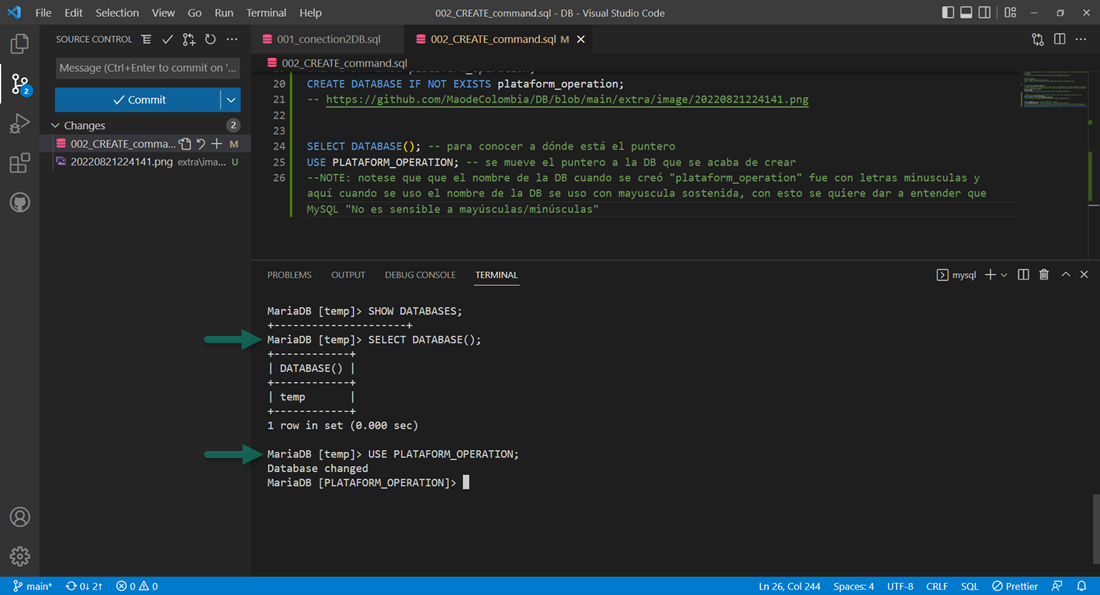 File Edit Selection View Go Run Terminal Help 002_CREATE_command.sql - DB - Visual Studio Code
SOURCE CONTROL
001_conection2DB.sql 002_CREATE_command.sql M
Message (Ctrl+Enter to commit on '...
Commit
Changes 2
002_CREATE_comma... M
20220821224141.png extra\ima... U
2
002_CREATE_command.sql
20 CREATE DATABASE IF NOT EXISTS plataform_operation;
21 -- https://github.com/MaodeColombia/DB/blob/main/extra/image/20220821224141.png
22
23
24 SELECT DATABASE(); -- para conocer a dónde está el puntero
25 USE PLATAFORM_OPERATION; -- se mueve el puntero a la DB que se acaba de crear
26 --NOTE: notese que que el nombre de la DB cuando se creó "plataform_operation" fue con letras minusculas y
aquí cuando se uso el nombre de la DB se uso con mayuscula sostenida, con esto se quiere dar a entender que
MySQL "No es sensible a mayúsculas/minúsculas"
PROBLEMS OUTPUT DEBUG CONSOLE TERMINAL mysql
MariaDB [temp]> SHOW DATABASES;
+---------------------+
MariaDB [temp]> SELECT DATABASE();
+------------+
| DATABASE() |
+------------+
| temp       |
+------------+
1 row in set (0.000 sec)
MariaDB [temp]> USE PLATAFORM_OPERATION;
Database changed
MariaDB [PLATAFORM_OPERATION]>
main* 0↓ 2↑ 0 0 Ln 26, Col 244 Spaces: 4 UTF-8 CRLF SQL Prettier